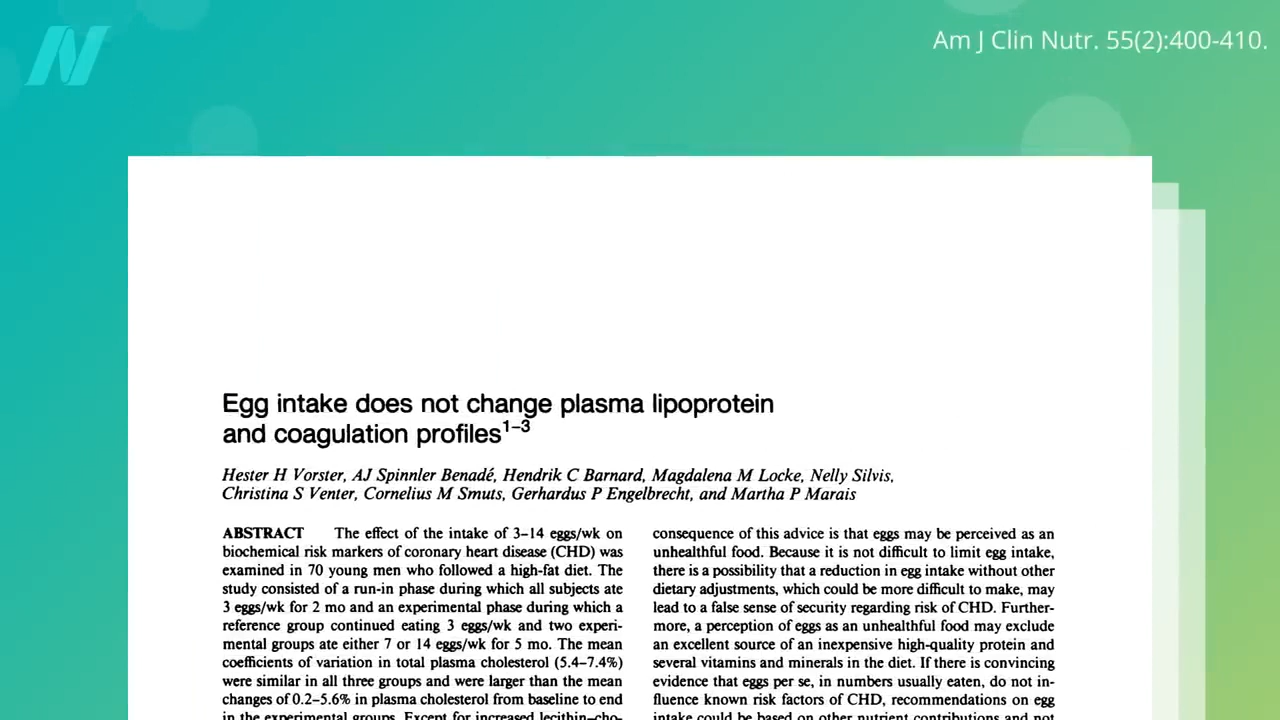 Am J Clin Nutr. 55(2):400-410.
Egg intake does not change plasma lipoprotein
and coagulation profiles1–3
Hester H Vorster, AJ Spinnler Benadé, Hendrik C Barnard, Magdalena M Locke, Nelly Silvis,
Christina S Venter, Cornelius M Smuts, Gerhardus P Engelbrecht, and Martha P Marais
ABSTRACT The effect of the intake of 3–14 eggs/wk on
biochemical risk markers of coronary heart disease (CHD) was
examined in 70 young men who followed a high-fat diet. The
study consisted of a run-in phase during which all subjects ate
3 eggs/wk for 2 mo and an experimental phase during which a
reference group continued eating 3 eggs/wk and two experi-
mental groups ate either 7 or 14 eggs/wk for 5 mo. The mean
coefficients of variation in total plasma cholesterol (5.4–7.4%)
were similar in all three groups and were larger than the mean
changes of 0.2–5.6% in plasma cholesterol from baseline to end
in the experimental groups. Except for increased lecithin–cho-
consequence of this advice is that eggs may be perceived as an
unhealthful food. Because it is not difficult to limit egg intake,
there is a possibility that a reduction in egg intake without other
dietary adjustments, which could be more difficult to make, may
lead to a false sense of security regarding risk of CHD. Further-
more, a perception of eggs as an unhealthful food may exclude
an excellent source of an inexpensive high-quality protein and
several vitamins and minerals in the diet. If there is convincing
evidence that eggs per se, in numbers usually eaten, do not in-
fluence known risk factors of CHD, recommendations on egg
intake could be based on other nutrient contributions and not